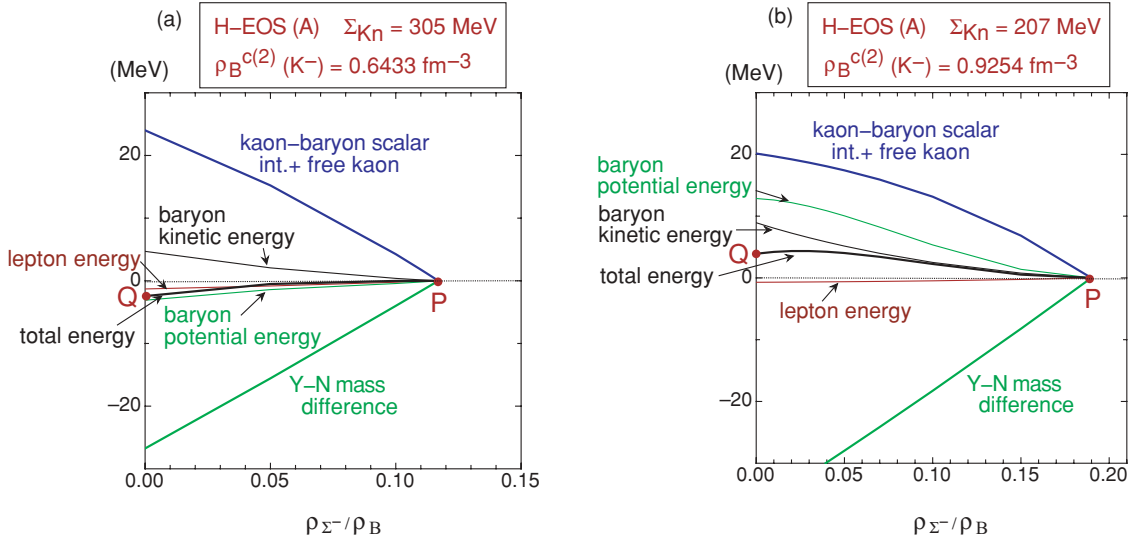 (a)
H–EOS (A) Σ_Kn = 305 MeV
ρ_B^c(2) (K–) = 0.6433 fm–3
(MeV)
20
0
–20
kaon–baryon scalar
int.+ free kaon
baryon
kinetic energy
lepton energy
Q
P
total energy
baryon
potential energy
Y–N mass
difference
0.00 0.05 0.10 0.15
ρ_Σ–/ρ_B
(b)
H–EOS (A) Σ_Kn = 207 MeV
ρ_B^c(2) (K–) = 0.9254 fm–3
(MeV)
20
0
–20
kaon–baryon scalar
int.+ free kaon
baryon
potential energy
baryon
kinetic energy
Q
total energy
P
lepton energy
Y–N mass
difference
0.00 0.05 0.10 0.15 0.20
ρ_Σ–/ρ_B